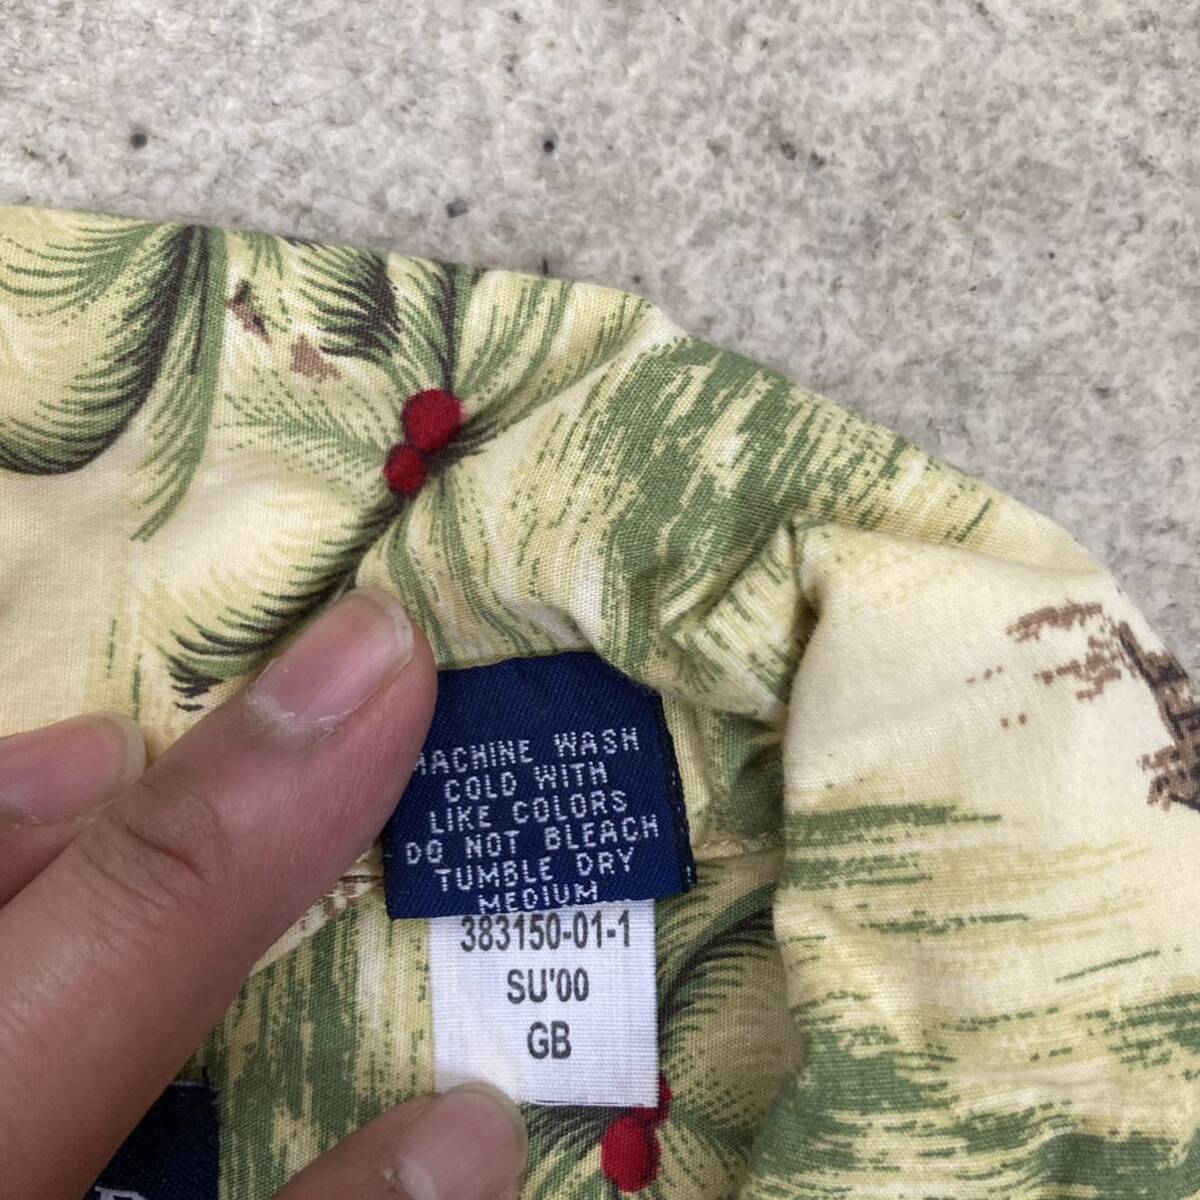 MACHINE WASH
COLD WITH
LIKE COLORS
DO NOT BLEACH
TUMBLE DRY
MEDIUM
383150-01-1
SU'00
GB